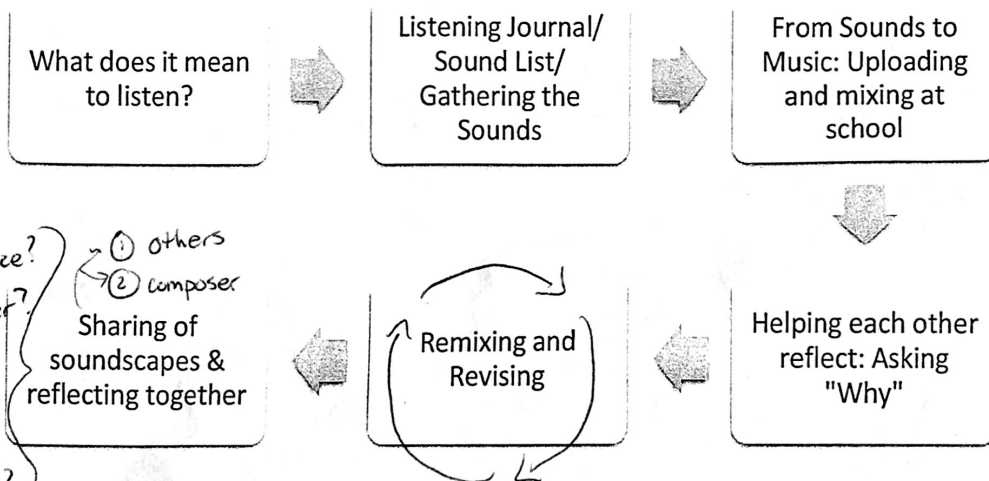 What does it mean
to listen?
Listening Journal/
Sound List/
Gathering the
Sounds
From Sounds to
Music: Uploading
and mixing at
school
① others
② composer
Sharing of
soundscapes &
reflecting together
Remixing and
Revising
Helping each other
reflect: Asking
"Why"